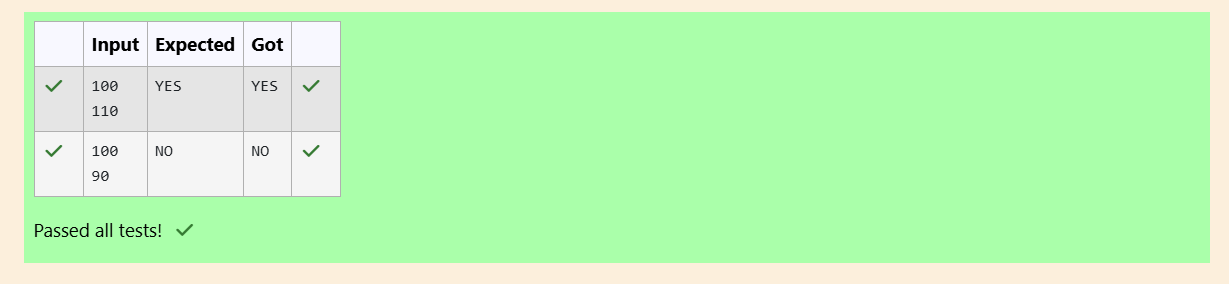 Input Expected Got
100 YES YES
110
100 NO NO
90
Passed all tests!